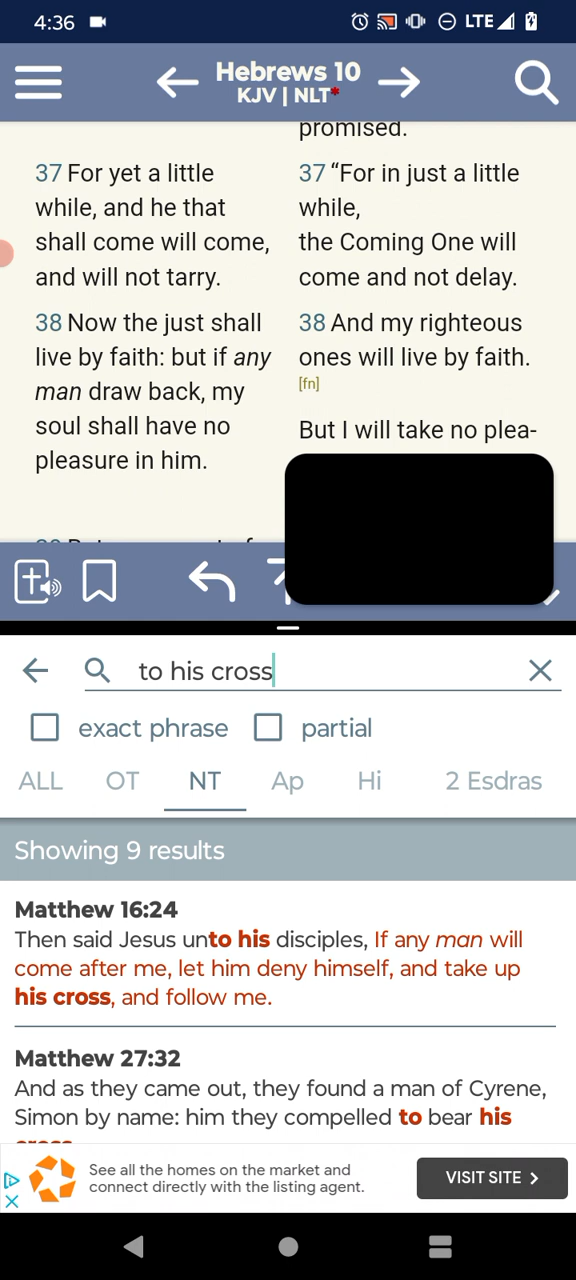 4:36
LTE
Hebrews 10
KJV | NLT*
promised.
37 For yet a little
while, and he that
shall come will come,
and will not tarry.
38 Now the just shall
live by faith: but if any
man draw back, my
soul shall have no
pleasure in him.
37 “For in just a little
while,
the Coming One will
come and not delay.
38 And my righteous
ones will live by faith.
[fn]
But I will take no plea-
to his cross
exact phrase
partial
ALL
OT
NT
Ap
Hi
2 Esdras
Showing 9 results
Matthew 16:24
Then said Jesus unto his disciples, If any man will
come after me, let him deny himself, and take up
his cross, and follow me.
Matthew 27:32
And as they came out, they found a man of Cyrene,
Simon by name: him they compelled to bear his
See all the homes on the market and
connect directly with the listing agent.
VISIT SITE